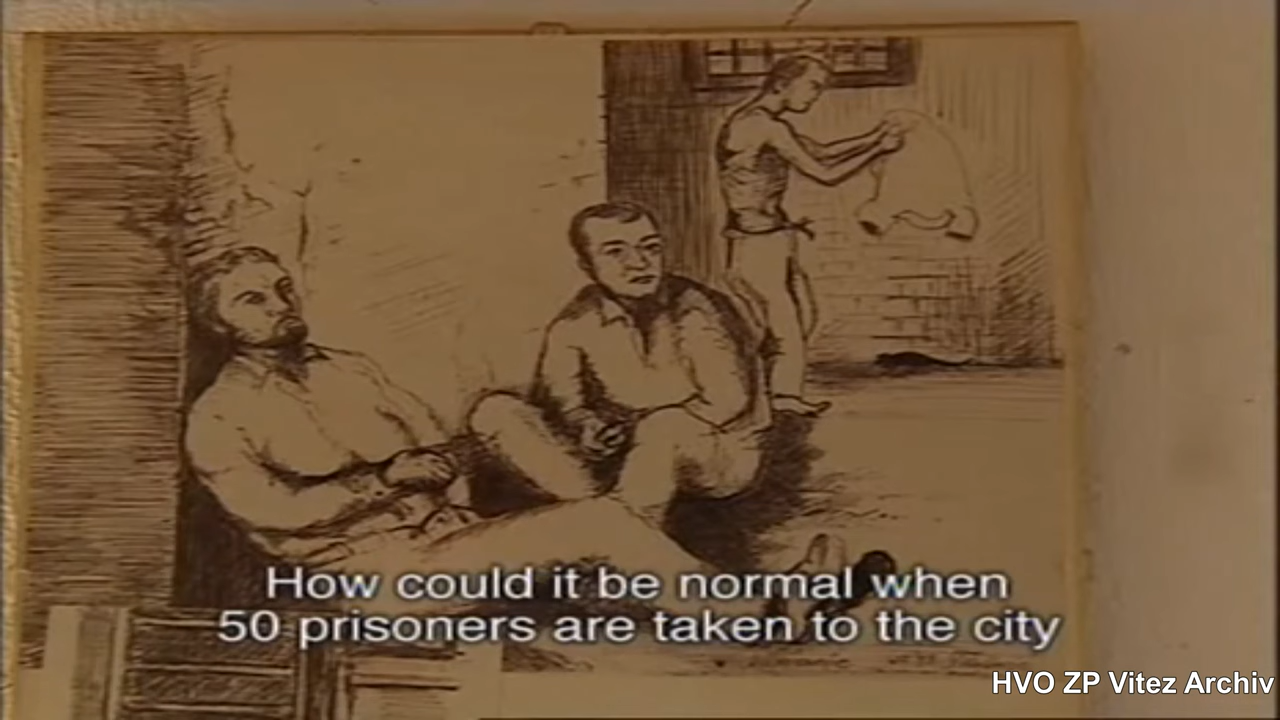 How could it be normal when
50 prisoners are taken to the city
HVO ZP Vitez Archiv